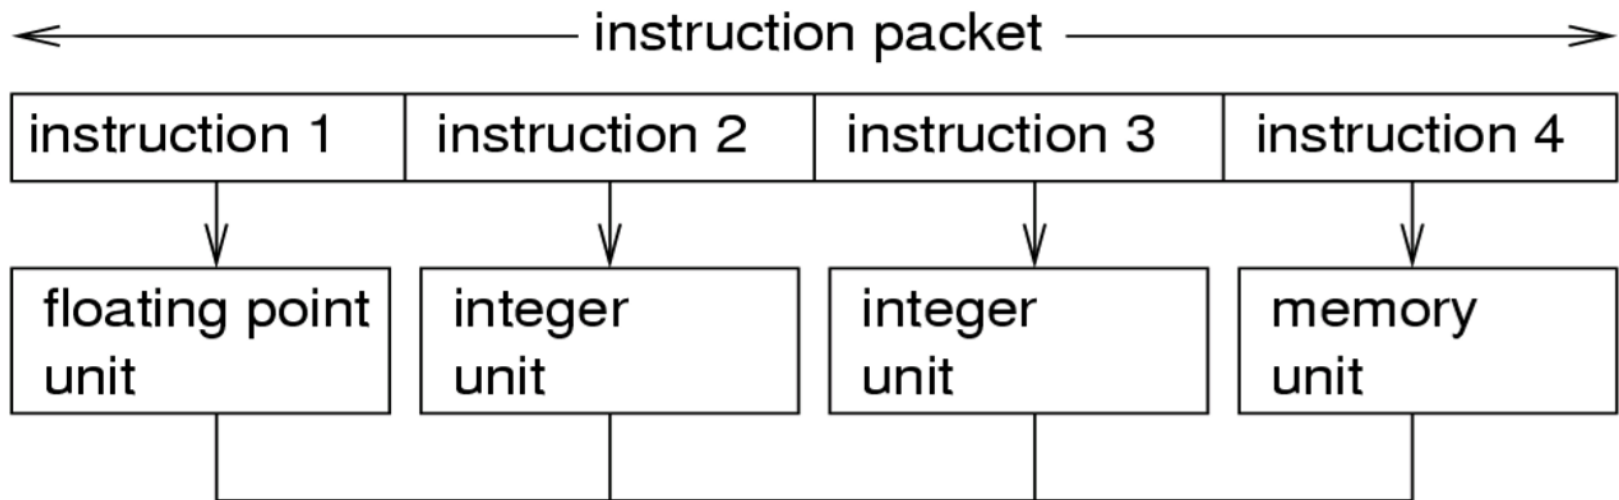 instruction packet
instruction 1 instruction 2 instruction 3 instruction 4
floating point integer integer memory
unit unit unit unit